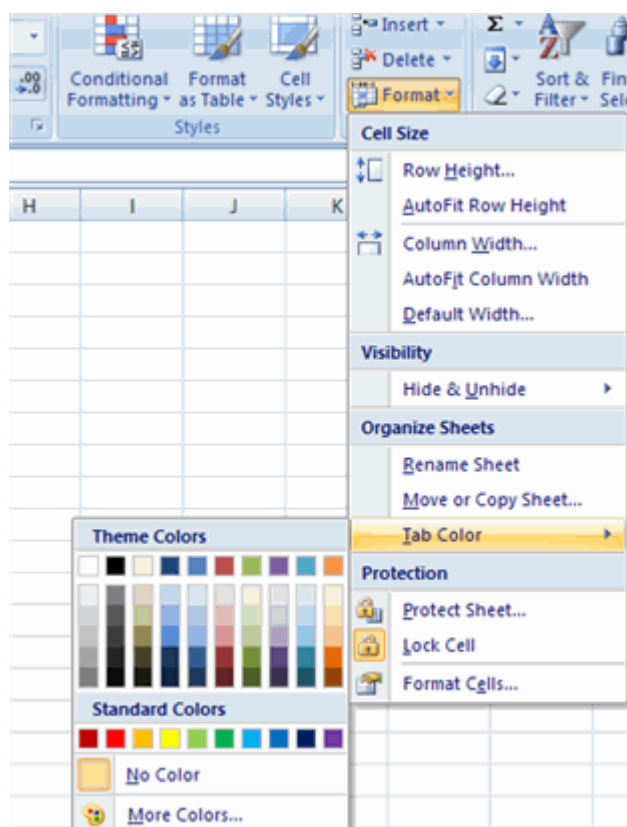 Insert
Σ
Delete
.00
.0
Conditional Formatting
Format as Table
Cell Styles
Format
Sort & Filter
Styles
Cell Size
Row Height...
AutoFit Row Height
Column Width...
AutoFit Column Width
Default Width...
H I J K
Visibility
Hide & Unhide
Organize Sheets
Rename Sheet
Move or Copy Sheet...
Tab Color
Protection
Protect Sheet...
Lock Cell
Format Cells...
Theme Colors
Standard Colors
No Color
More Colors...